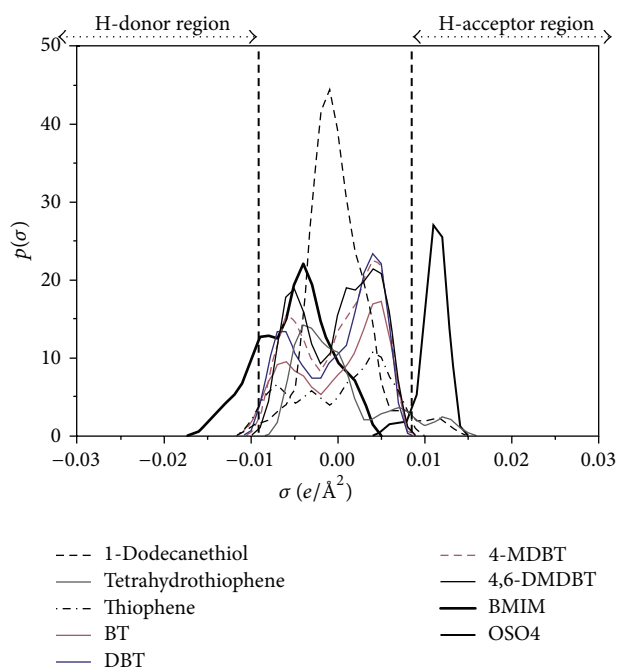 H-donor region
H-acceptor region
50
40
30
20
10
0
p(σ)
−0.03
−0.02
−0.01
0.00
0.01
0.02
0.03
σ (e/Å²)
1-Dodecanethiol
Tetrahydrothiophene
Thiophene
BT
DBT
4-MDBT
4,6-DMDBT
BMIM
OSO4